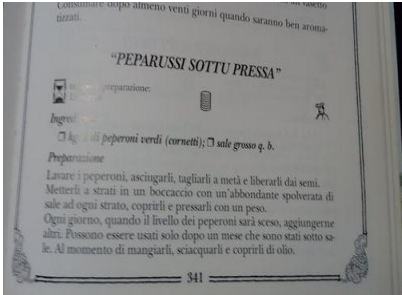 Consumare dopo almeno venti giorni quando saranno ben aroma-
tizzati.
"PEPARUSSI SOTTU PRESSA"
preparazione:
Ingred
kg. di peperoni verdi (cornetti); sale grosso q. b.
Preparazione
Lavare i peperoni, asciugarli, tagliarli a metà e liberarli dai semi.
Metterli a strati in un boccaccio con un'abbondante spolverata di
sale ad ogni strato, coprirli e pressarli con un peso.
Ogni giorno, quando il livello dei peperoni sarà sceso, aggiungerne
altri. Possono essere usati solo dopo un mese che sono stati sotto sa-
le. Al momento di mangiarli, sciacquarli e coprirli di olio.
341